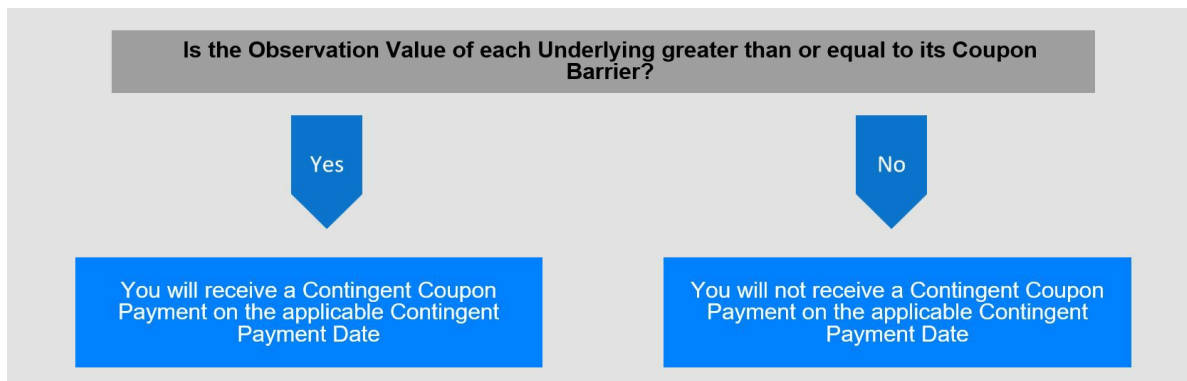 Is the Observation Value of each Underlying greater than or equal to its Coupon
Barrier?
Yes
No
You will receive a Contingent Coupon
Payment on the applicable Contingent
Payment Date
You will not receive a Contingent Coupon
Payment on the applicable Contingent
Payment Date